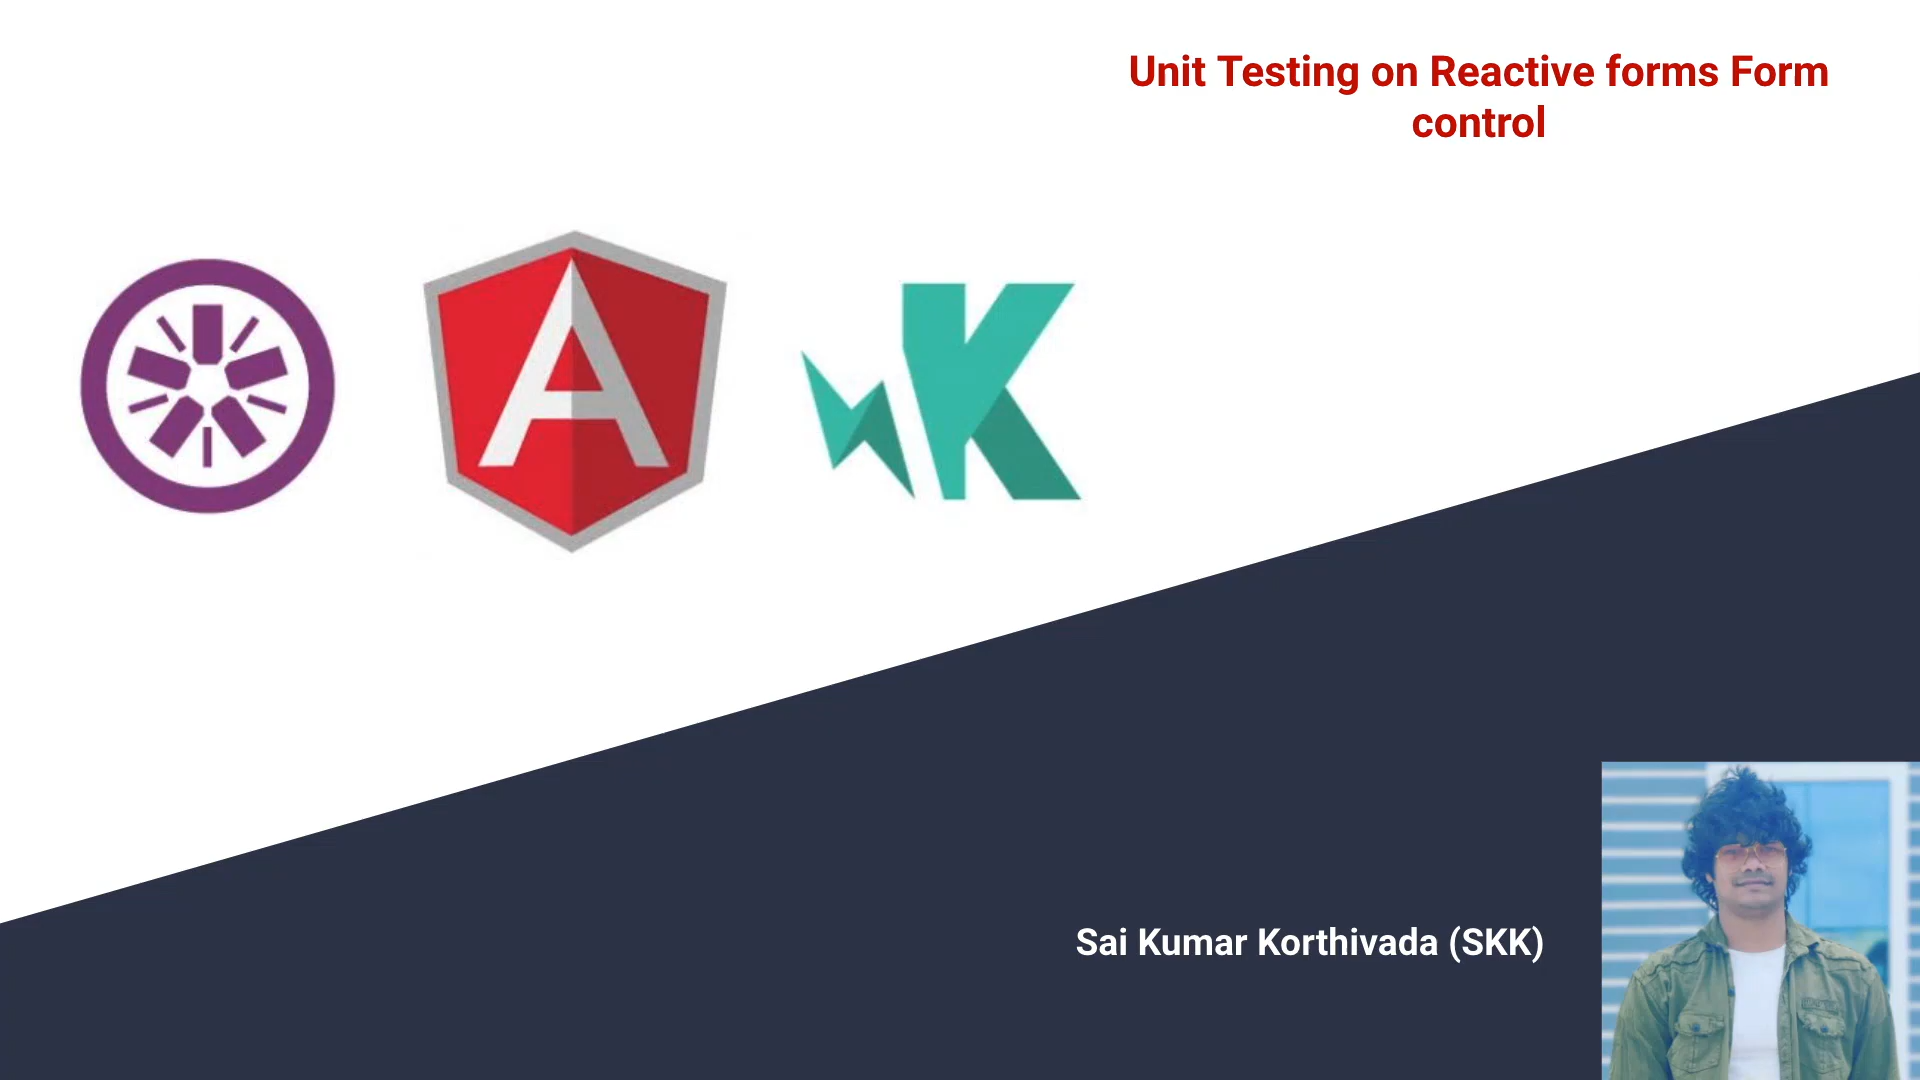 Unit Testing on Reactive forms Form
control
Sai Kumar Korthivada (SKK)